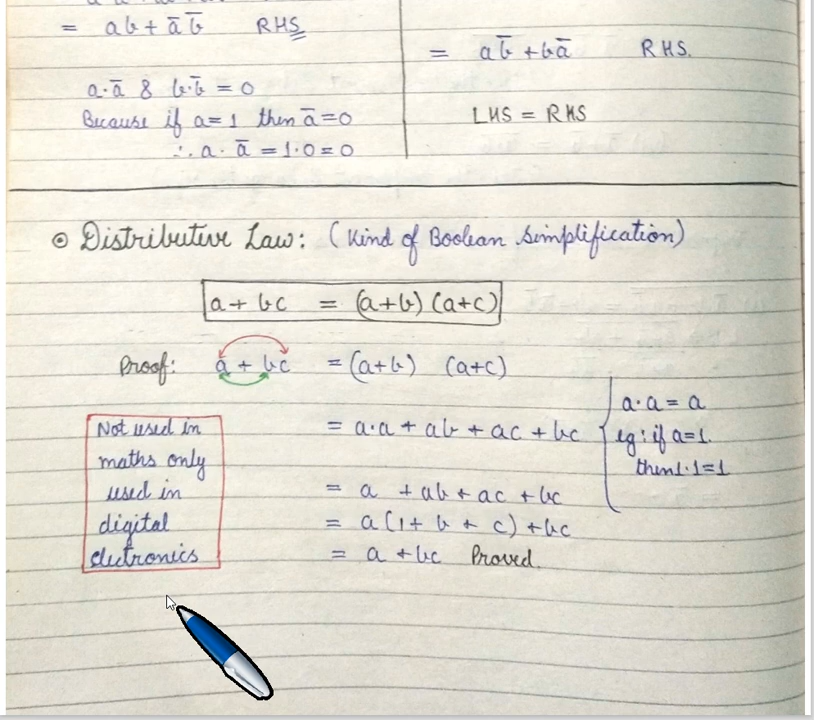 = ab + a̅ b̅ RHS
a·a̅ & b·b̅ = 0
Because if a=1 then a̅=0
∴ a· a̅ = 1·0 = 0
= ab̅ + ba̅ RHS.
LHS = RHS
⊙ Distributive Law: (Kind of Boolean Simplification)
a + bc = (a+b) (a+c)
Proof: a + bc = (a+b) (a+c)
= a·a + ab + ac + bc
= a + ab + ac + bc
= a(1+ b + c) + bc
= a + bc Proved.
a·a = a
eg: if a=1.
then 1·1=1
Not used in
maths only
used in
digital
electronics